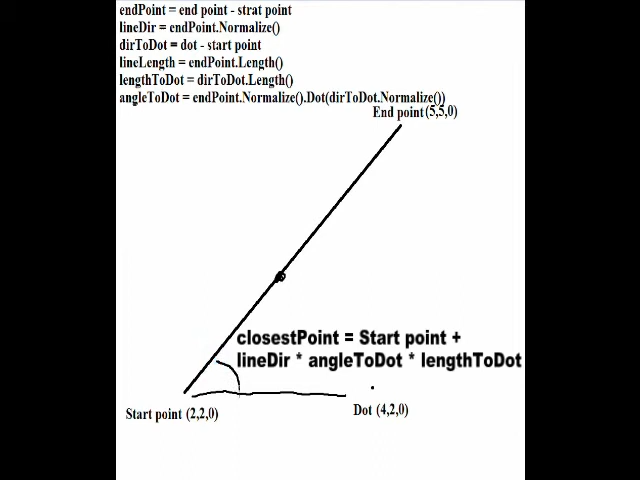 endPoint = end point - strat point
lineDir = endPoint.Normalize()
dirToDot = dot - start point
lineLength = endPoint.Length()
lengthToDot = dirToDot.Length()
angleToDot = endPoint.Normalize().Dot(dirToDot.Normalize())
End point (5,5,0)
closestPoint = Start point +
lineDir * angleToDot * lengthToDot
Start point (2,2,0)
Dot (4,2,0)